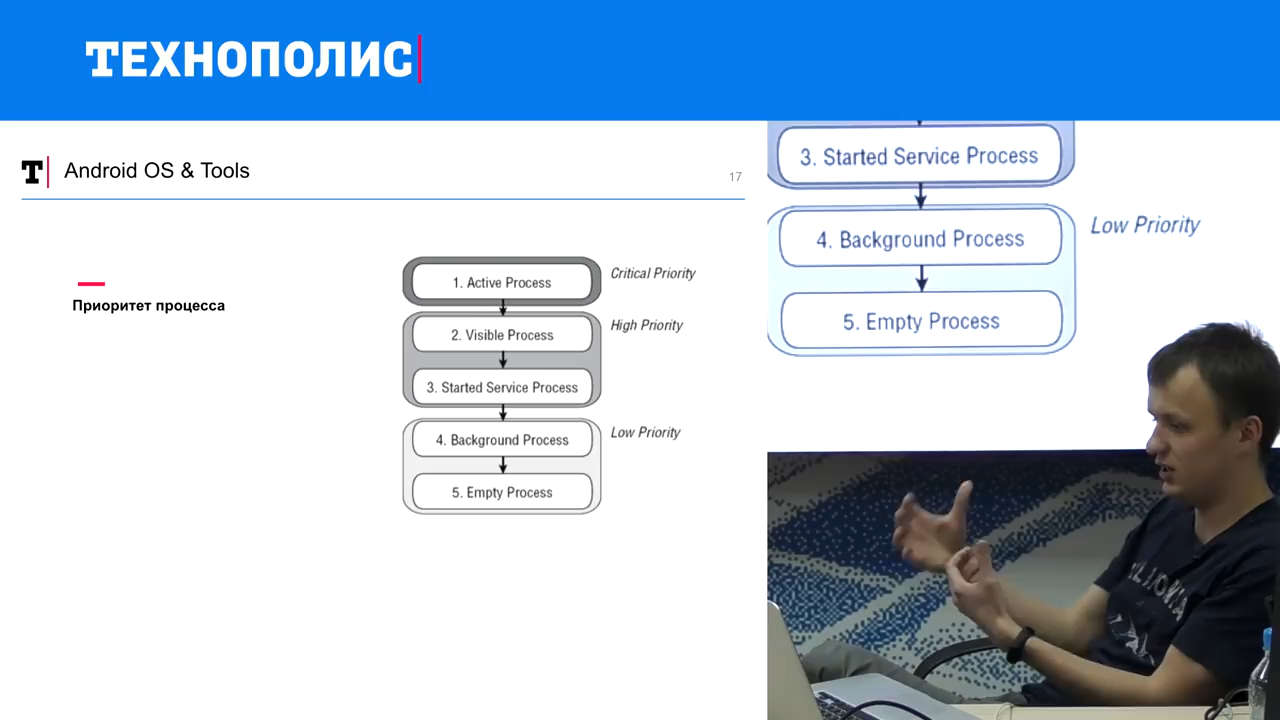 ТЕХНОПОЛИС
T
Android OS & Tools
17
Приоритет процесса
1. Active Process
Critical Priority
2. Visible Process
High Priority
3. Started Service Process
4. Background Process
Low Priority
5. Empty Process
3. Started Service Process
4. Background Process
Low Priority
5. Empty Process